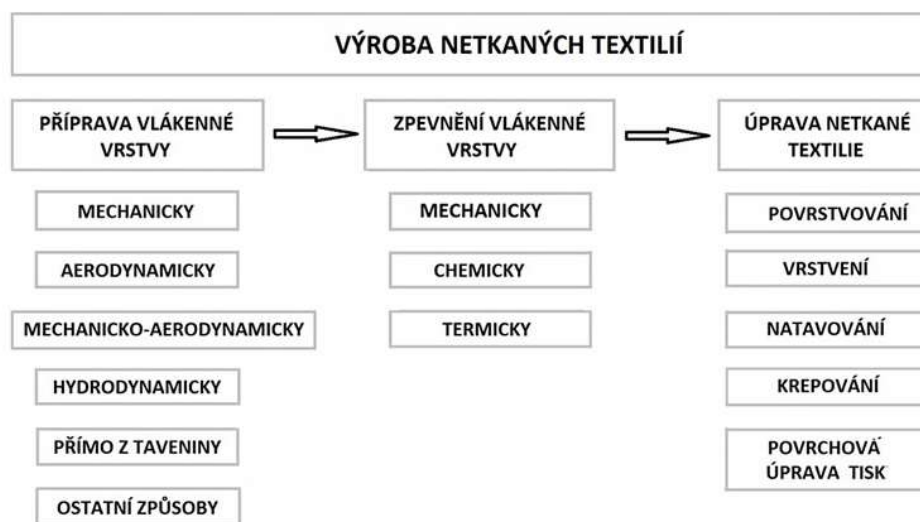 VÝROBA NETKANÝCH TEXTILIÍ
PŘÍPRAVA VLÁKENNÉ
VRSTVY
MECHANICKY
AERODYNAMICKY
MECHANICKO-AERODYNAMICKY
HYDRODYNAMICKY
PŘÍMO Z TAVENINY
OSTATNÍ ZPŮSOBY
ZPEVNĚNÍ VLÁKENNÉ
VRSTVY
MECHANICKY
CHEMICKY
TERMICKY
ÚPRAVA NETKANÉ
TEXTILIE
POVRSTVOVÁNÍ
VRSTVENÍ
NATAVOVÁNÍ
KREPOVÁNÍ
POVRCHOVÁ
ÚPRAVA TISK